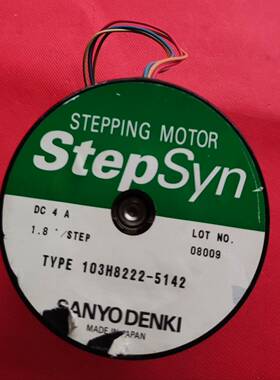 STEPPING MOTOR
StepSyn
DC 4 A
1.8 °/STEP
LOT NO.
08009
TYPE 103H8222-5142
SANYO DENKI
MADE IN JAPAN